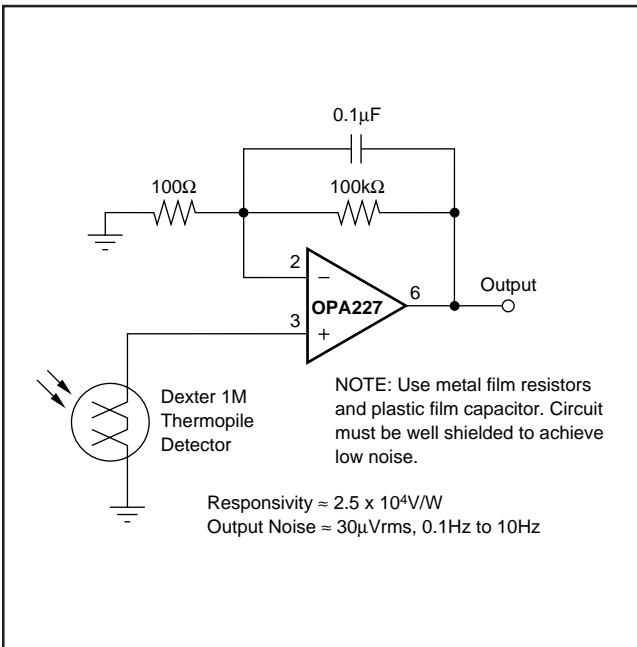 0.1µF
100Ω
100kΩ
2
−
6
Output
OPA227
3
+
Dexter 1M
Thermopile
Detector
NOTE: Use metal film resistors
and plastic film capacitor. Circuit
must be well shielded to achieve
low noise.
Responsivity ≈ 2.5 x 10⁴V/W
Output Noise ≈ 30µVrms, 0.1Hz to 10Hz